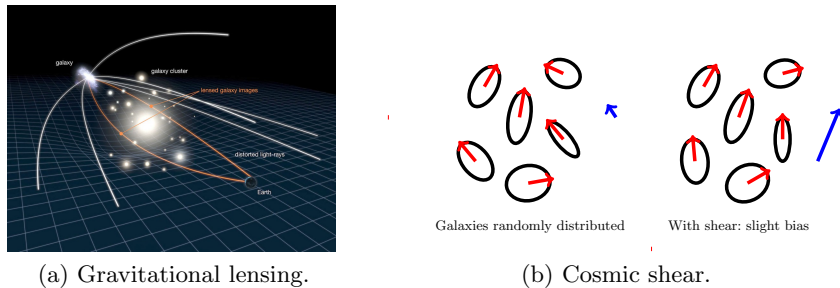 galaxy
galaxy cluster
lensed galaxy images
distorted light-rays
Earth
Galaxies randomly distributed
With shear: slight bias
(a) Gravitational lensing.
(b) Cosmic shear.